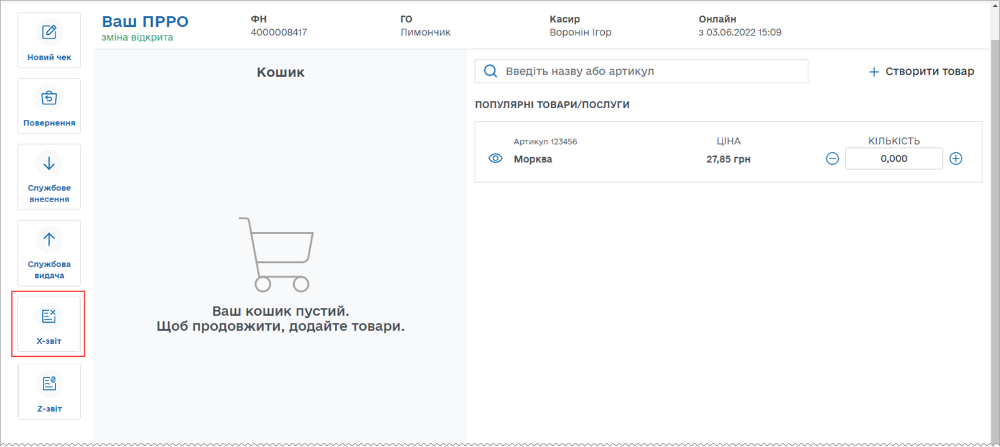 Новий чек
Повернення
Службове
внесення
Службова
видача
X-звіт
Z-звіт
Ваш ПРРО
зміна відкрита
ФН
4000008417
ГО
Лимончик
Касир
Воронін Ігор
Онлайн
з 03.06.2022 15:09
Кошик
Ваш кошик пустий.
Щоб продовжити, додайте товари.
Введіть назву або артикул
Створити товар
ПОПУЛЯРНІ ТОВАРИ/ПОСЛУГИ
Артикул 123456
Морква
ЦІНА
27,85 грн
КІЛЬКІСТЬ
0,000